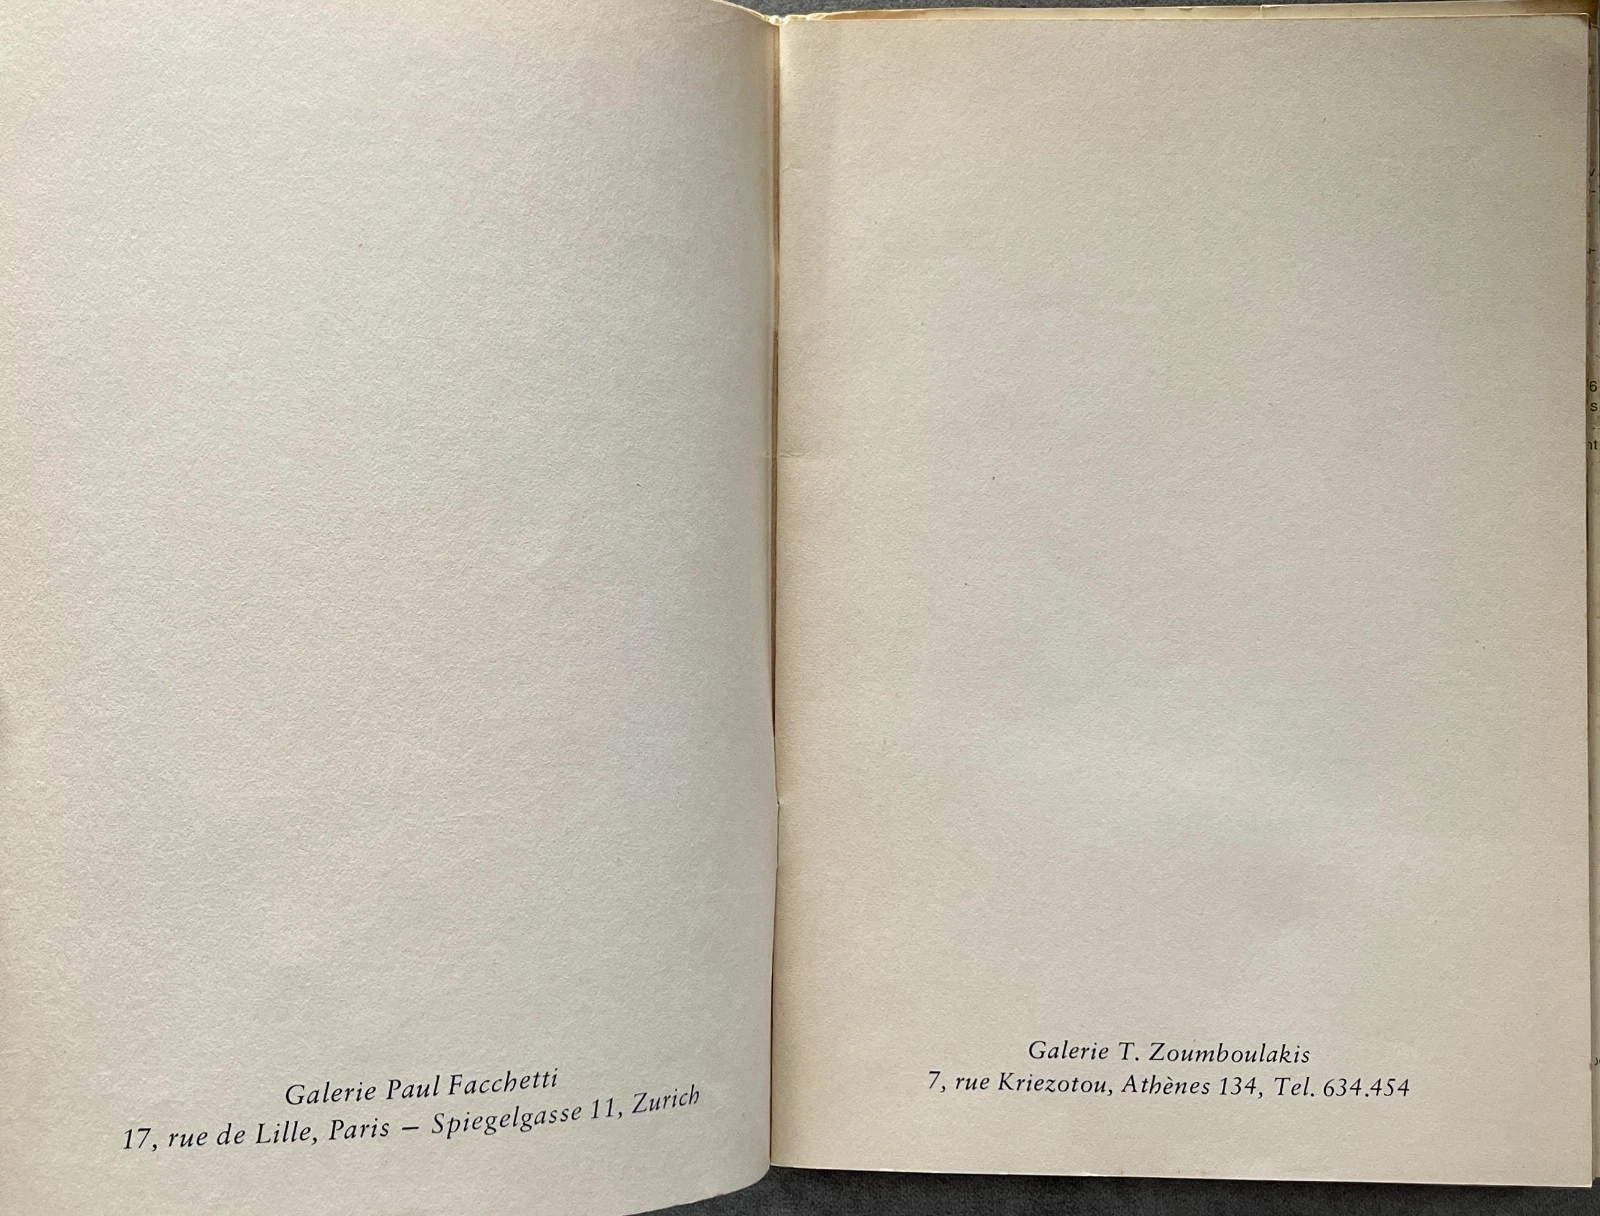 Galerie Paul Facchetti
17, rue de Lille, Paris – Spiegelgasse 11, Zurich
Galerie T. Zoumboulakis
7, rue Kriezotou, Athènes 134, Tel. 634.454